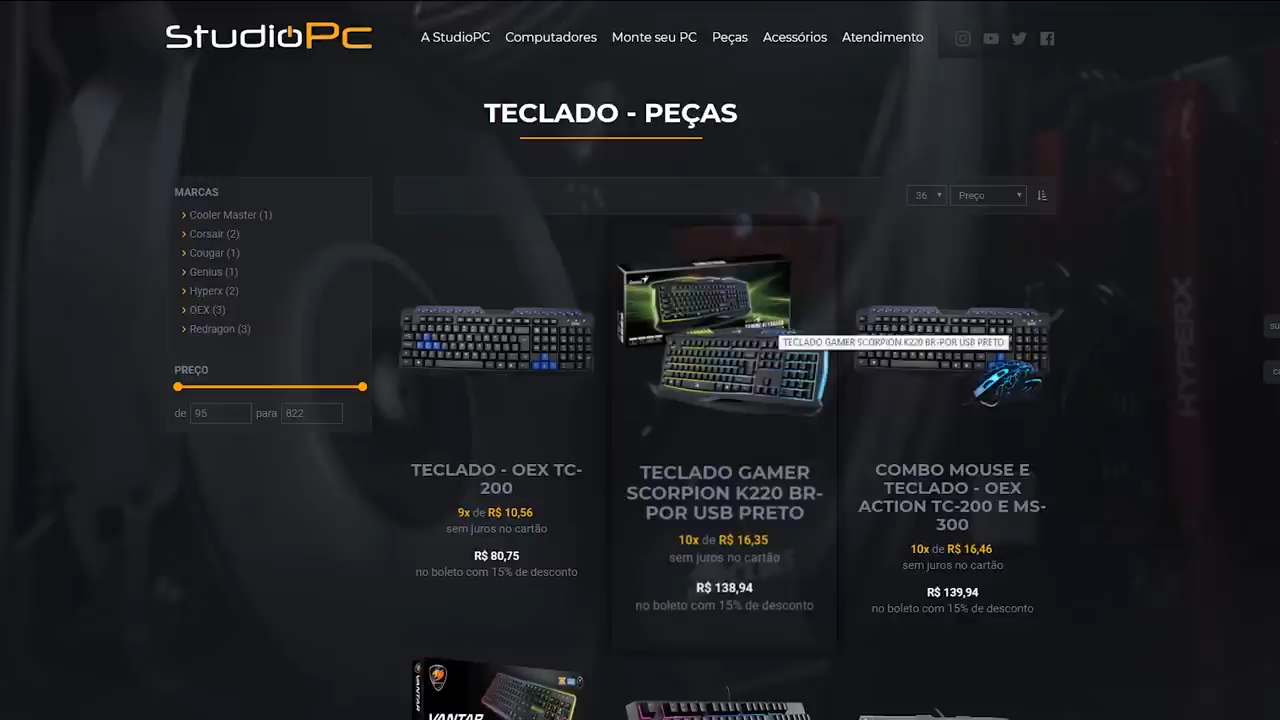 StudioPc
A StudioPC Computadores Monte seu PC Peças Acessórios Atendimento
TECLADO - PEÇAS
MARCAS
Cooler Master (1)
Corsair (2)
Cougar (1)
Genius (1)
Hyperx (2)
OEX (3)
Redragon (3)
PREÇO
de 95 para 822
36 Preço
TECLADO GAMER SCORPION K220 BR-POR USB PRETO
HYPERX
TECLADO - OEX TC-
200
9x de R$ 10,56
sem juros no cartão
R$ 80,75
no boleto com 15% de desconto
TECLADO GAMER
SCORPION K220 BR-
POR USB PRETO
10x de R$ 16,35
sem juros no cartão
R$ 138,94
no boleto com 15% de desconto
COMBO MOUSE E
TECLADO - OEX
ACTION TC-200 E MS-
300
10x de R$ 16,46
sem juros no cartão
R$ 139,94
no boleto com 15% de desconto
VANTAR
VANTAR